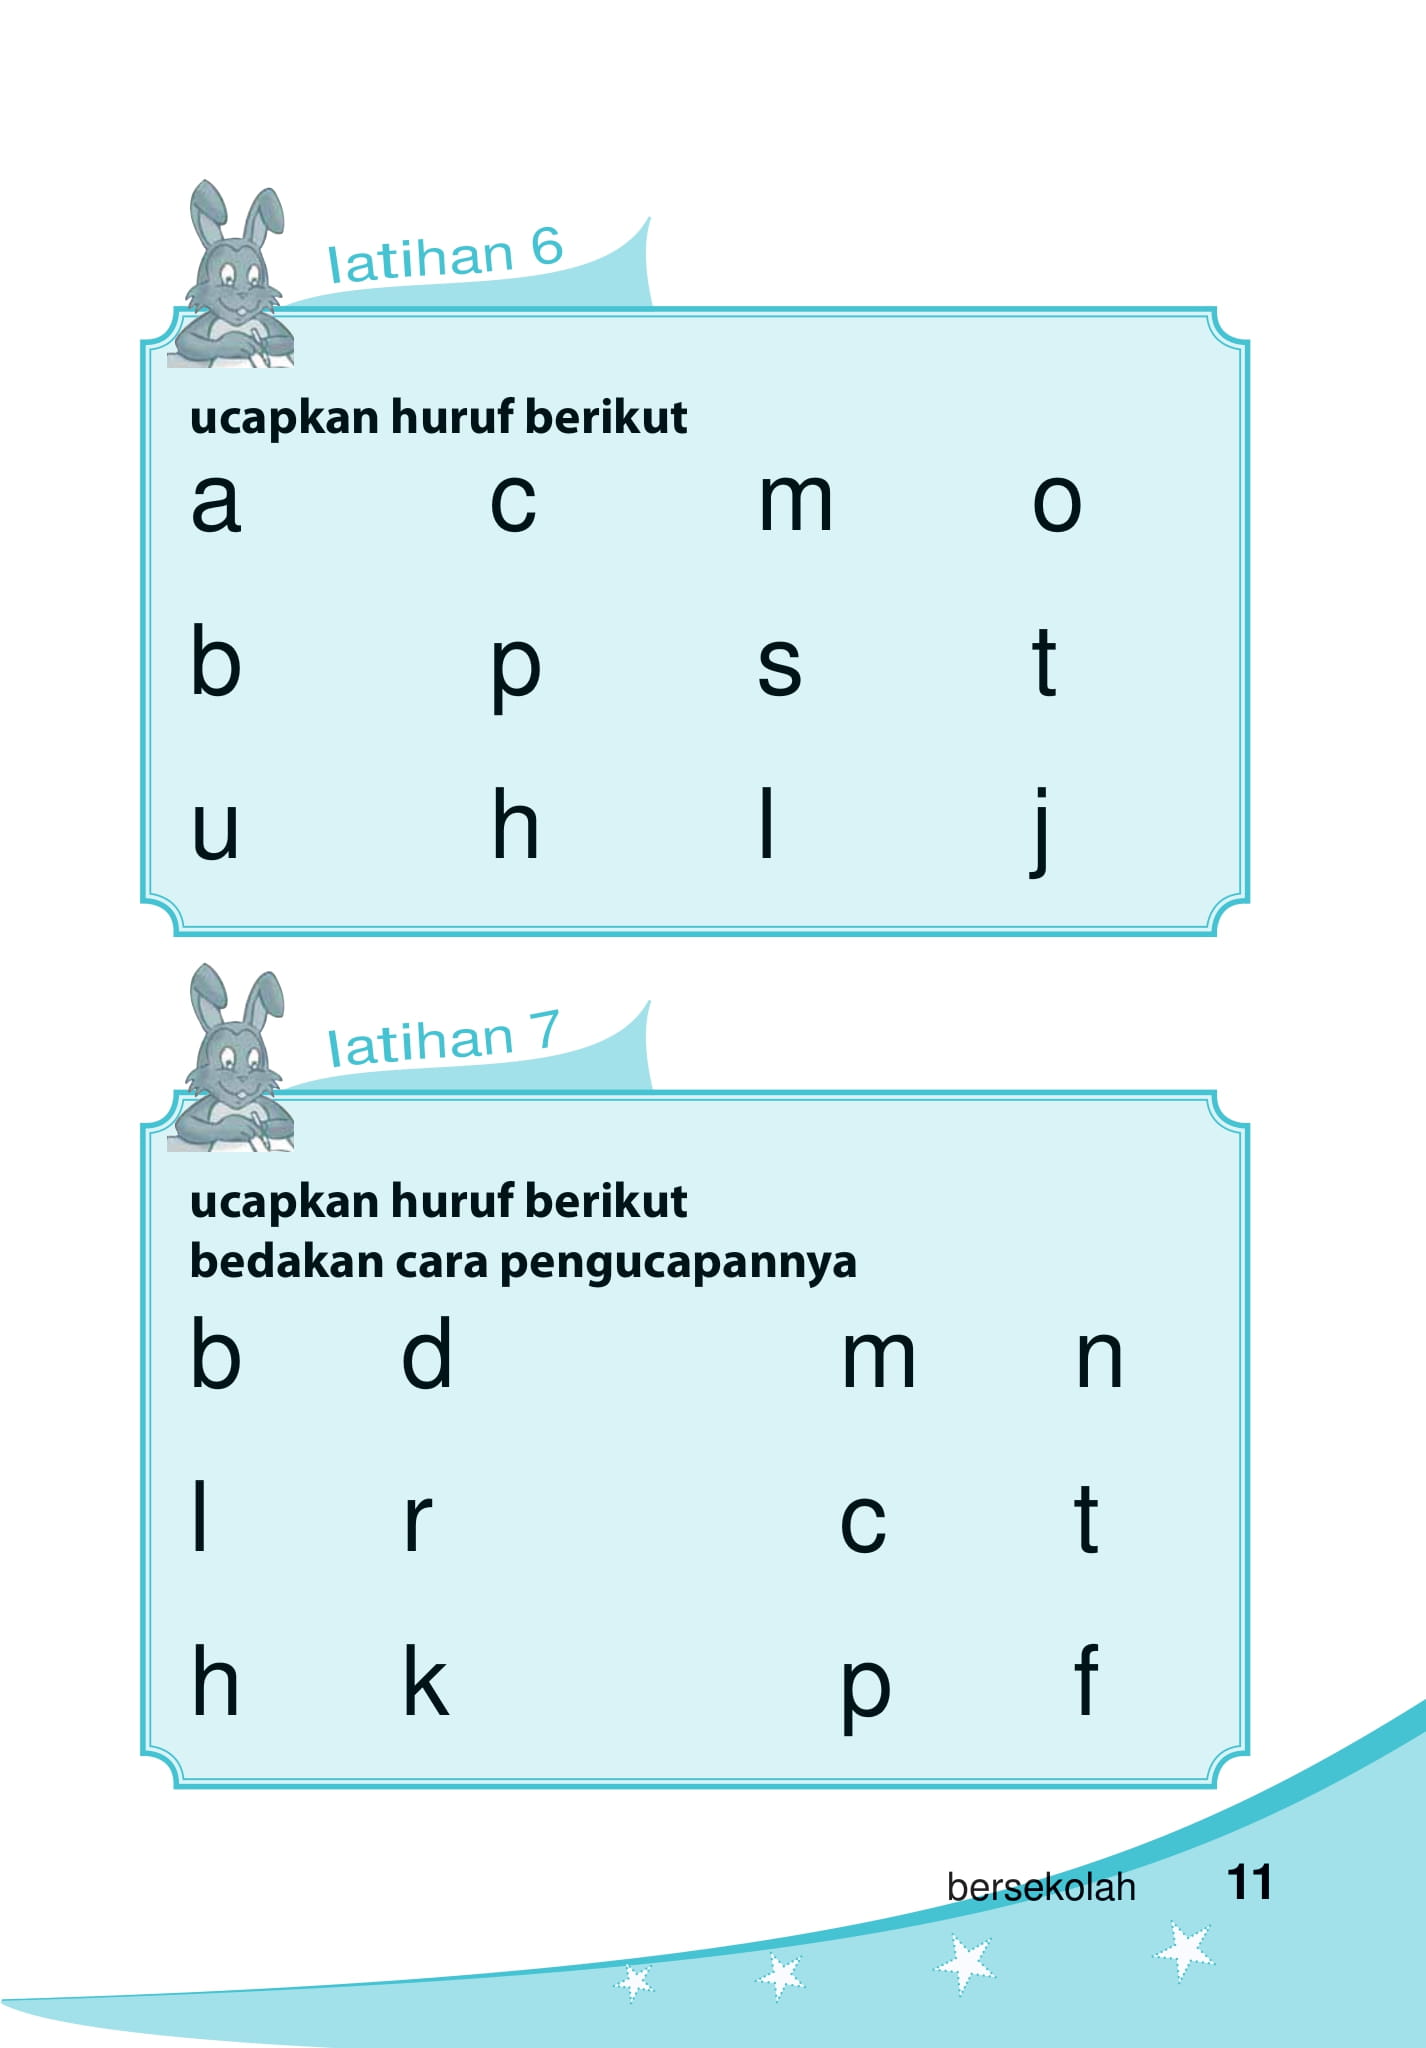 latihan 6
ucapkan huruf berikut
a c m o
b p s t
u h l j
latihan 7
ucapkan huruf berikut
bedakan cara pengucapannya
b d m n
l r c t
h k p f
bersekolah 11